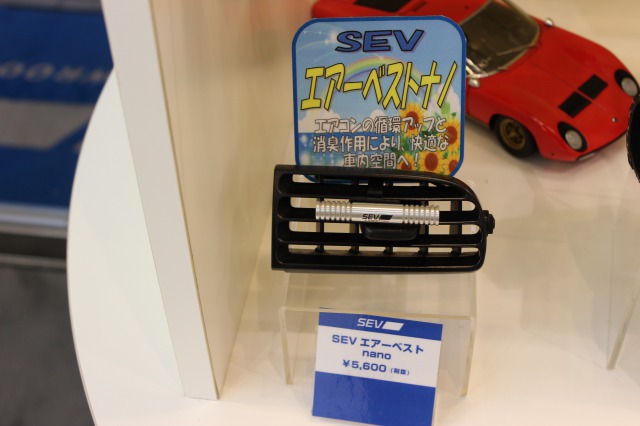 SEV
エアーベストナノ
エアコンの循環アップと
消臭作用により、快適な
車内空間へ！
SEV
SEV
SEV エアーベスト
nano
¥5,600（税抜）